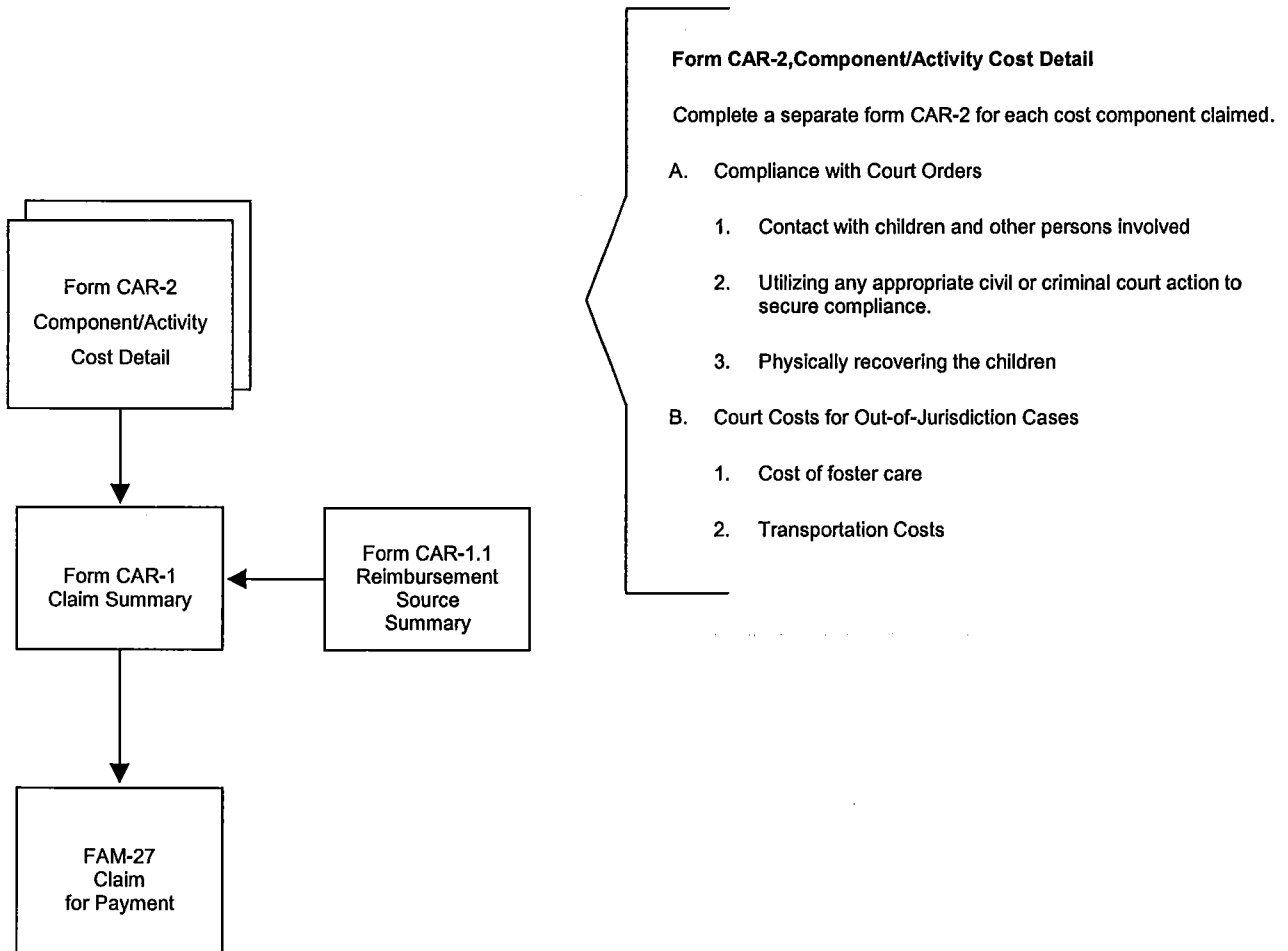 Form CAR-2,Component/Activity Cost Detail
Complete a separate form CAR-2 for each cost component claimed.
A. Compliance with Court Orders
1. Contact with children and other persons involved
2. Utilizing any appropriate civil or criminal court action to
secure compliance.
3. Physically recovering the children
B. Court Costs for Out-of-Jurisdiction Cases
1. Cost of foster care
2. Transportation Costs
Form CAR-2
Component/Activity
Cost Detail
Form CAR-1
Claim Summary
Form CAR-1.1
Reimbursement
Source
Summary
FAM-27
Claim
for Payment